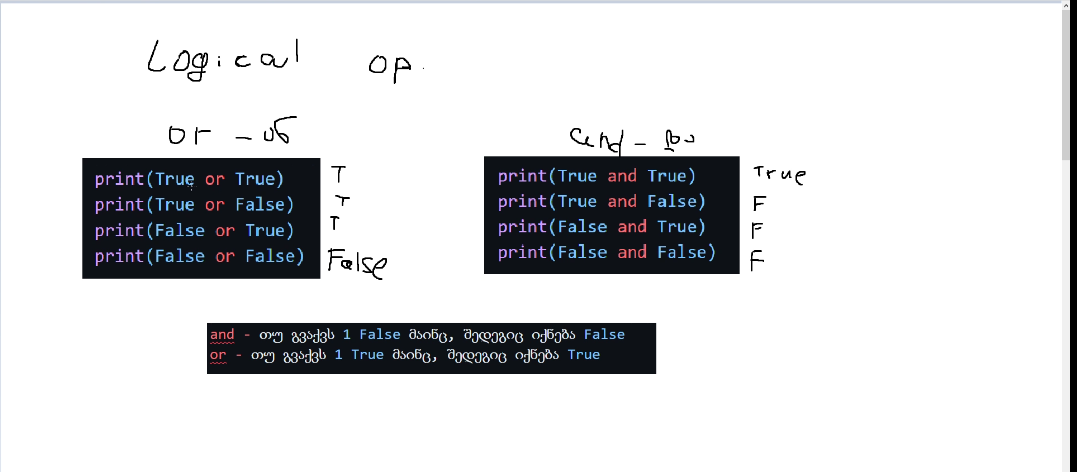 Logical op.
or - ან
print(True or True) T
print(True or False) T
print(False or True) T
print(False or False) False
and - და
print(True and True) True
print(True and False) F
print(False and True) F
print(False and False) F
and - თუ გვაქვს 1 False მაინც, შედეგიც იქნება False
or - თუ გვაქვს 1 True მაინც, შედეგიც იქნება True